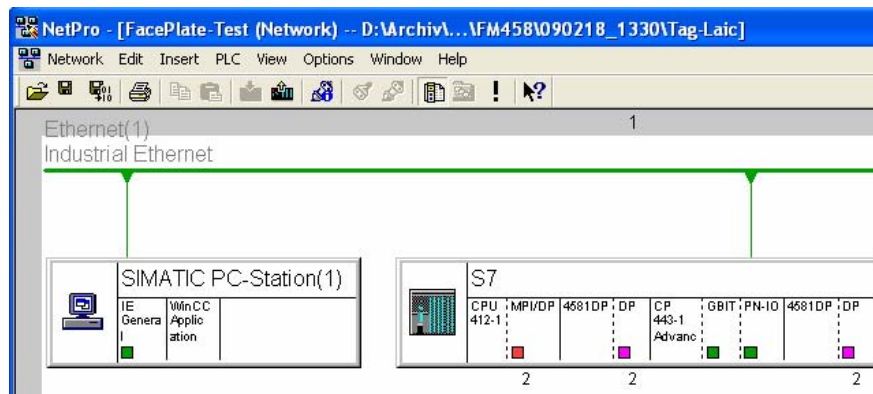 NetPro - [FacePlate-Test (Network) -- D:\Archiv\...\FM458\090218_1330\Tag-Laic]
Network Edit Insert PLC View Options Window Help
Ethernet(1)
1
Industrial Ethernet
SIMATIC PC-Station(1)
IE
Genera
l
WinCC
Applic
ation
S7
CPU
412-1
MPI/DP
4581DP
DP
CP
443-1
Advanc
GBIT
PN-IO
4581DP
DP
2
2
2